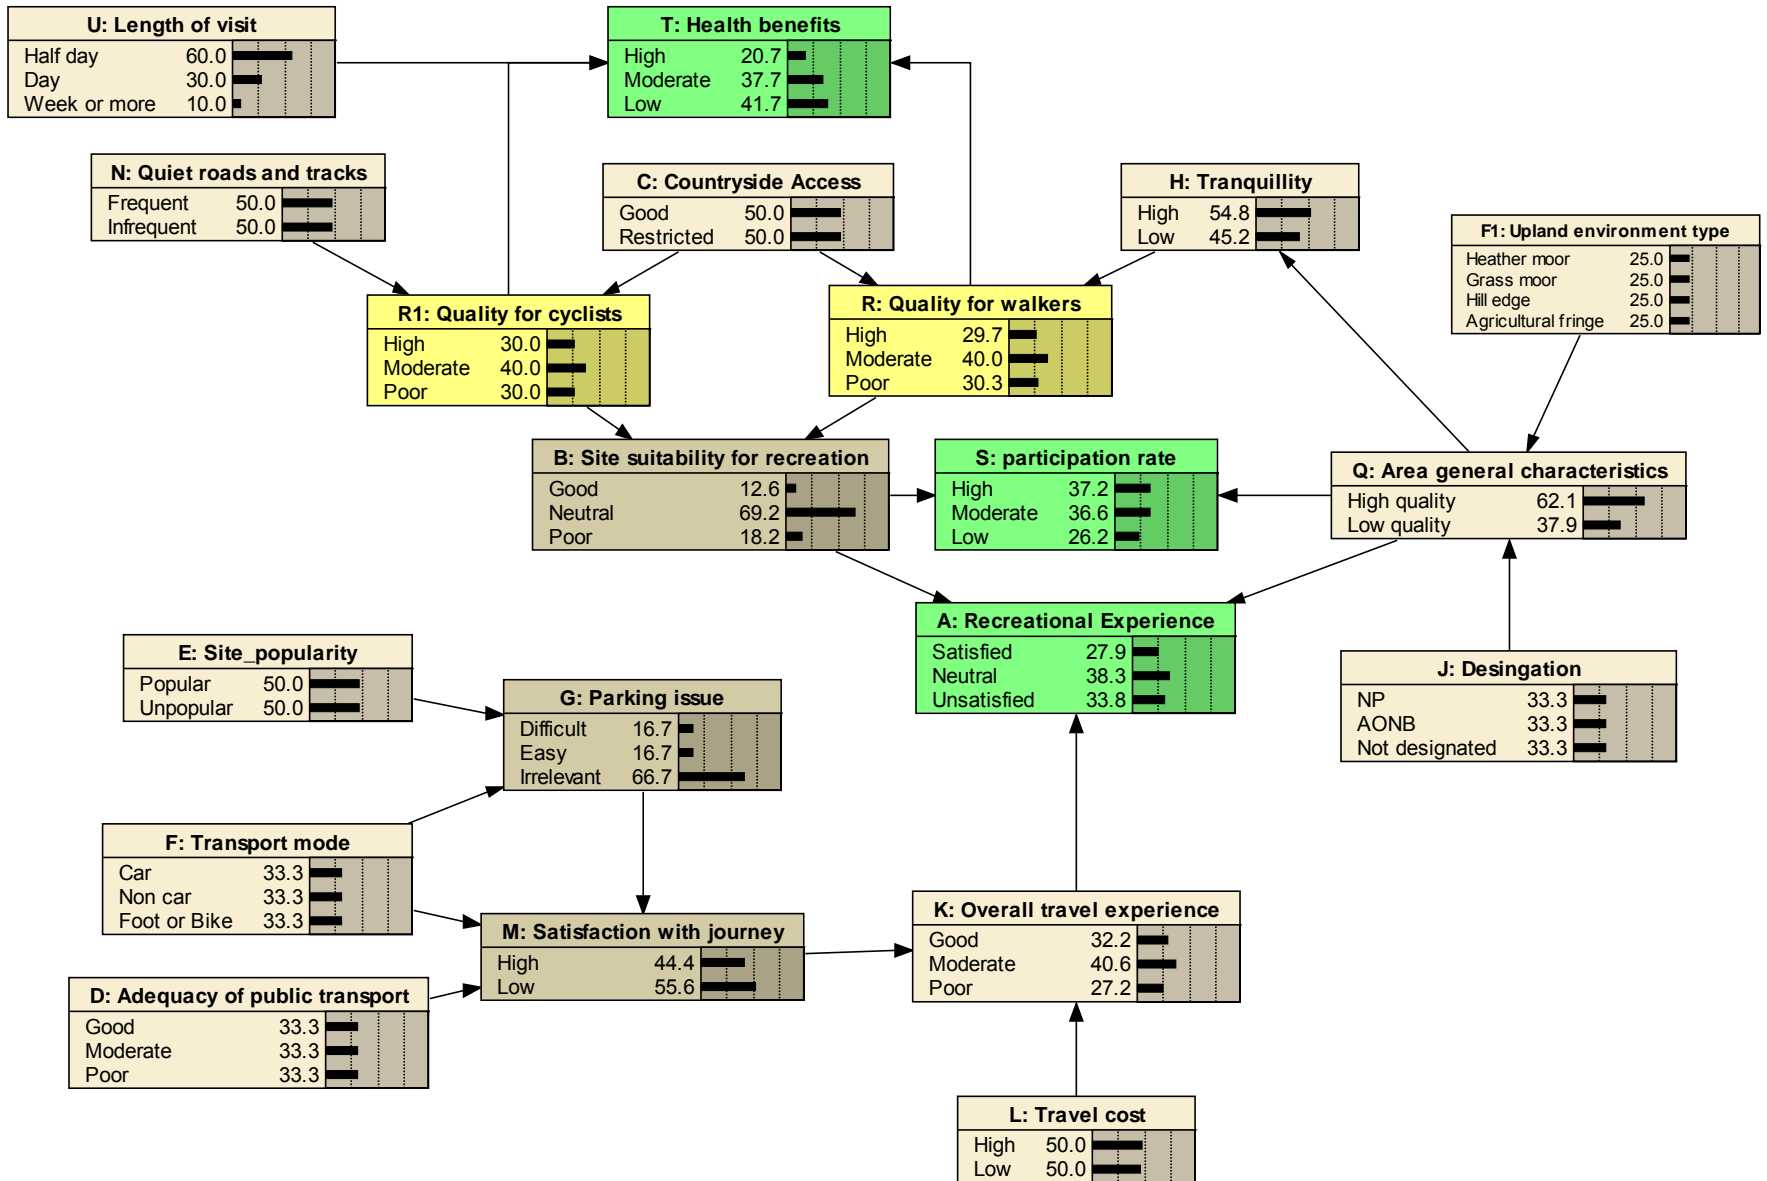 U: Length of visit
Half day 60.0
Day 30.0
Week or more 10.0
T: Health benefits
High 20.7
Moderate 37.7
Low 41.7
N: Quiet roads and tracks
Frequent 50.0
Infrequent 50.0
C: Countryside Access
Good 50.0
Restricted 50.0
H: Tranquillity
High 54.8
Low 45.2
F1: Upland environment type
Heather moor 25.0
Grass moor 25.0
Hill edge 25.0
Agricultural fringe 25.0
R1: Quality for cyclists
High 30.0
Moderate 40.0
Poor 30.0
R: Quality for walkers
High 29.7
Moderate 40.0
Poor 30.3
B: Site suitability for recreation
Good 12.6
Neutral 69.2
Poor 18.2
S: participation rate
High 37.2
Moderate 36.6
Low 26.2
Q: Area general characteristics
High quality 62.1
Low quality 37.9
A: Recreational Experience
Satisfied 27.9
Neutral 38.3
Unsatisfied 33.8
E: Site_popularity
Popular 50.0
Unpopular 50.0
G: Parking issue
Difficult 16.7
Easy 16.7
Irrelevant 66.7
J: Desingation
NP 33.3
AONB 33.3
Not designated 33.3
F: Transport mode
Car 33.3
Non car 33.3
Foot or Bike 33.3
M: Satisfaction with journey
High 44.4
Low 55.6
K: Overall travel experience
Good 32.2
Moderate 40.6
Poor 27.2
D: Adequacy of public transport
Good 33.3
Moderate 33.3
Poor 33.3
L: Travel cost
High 50.0
Low 50.0